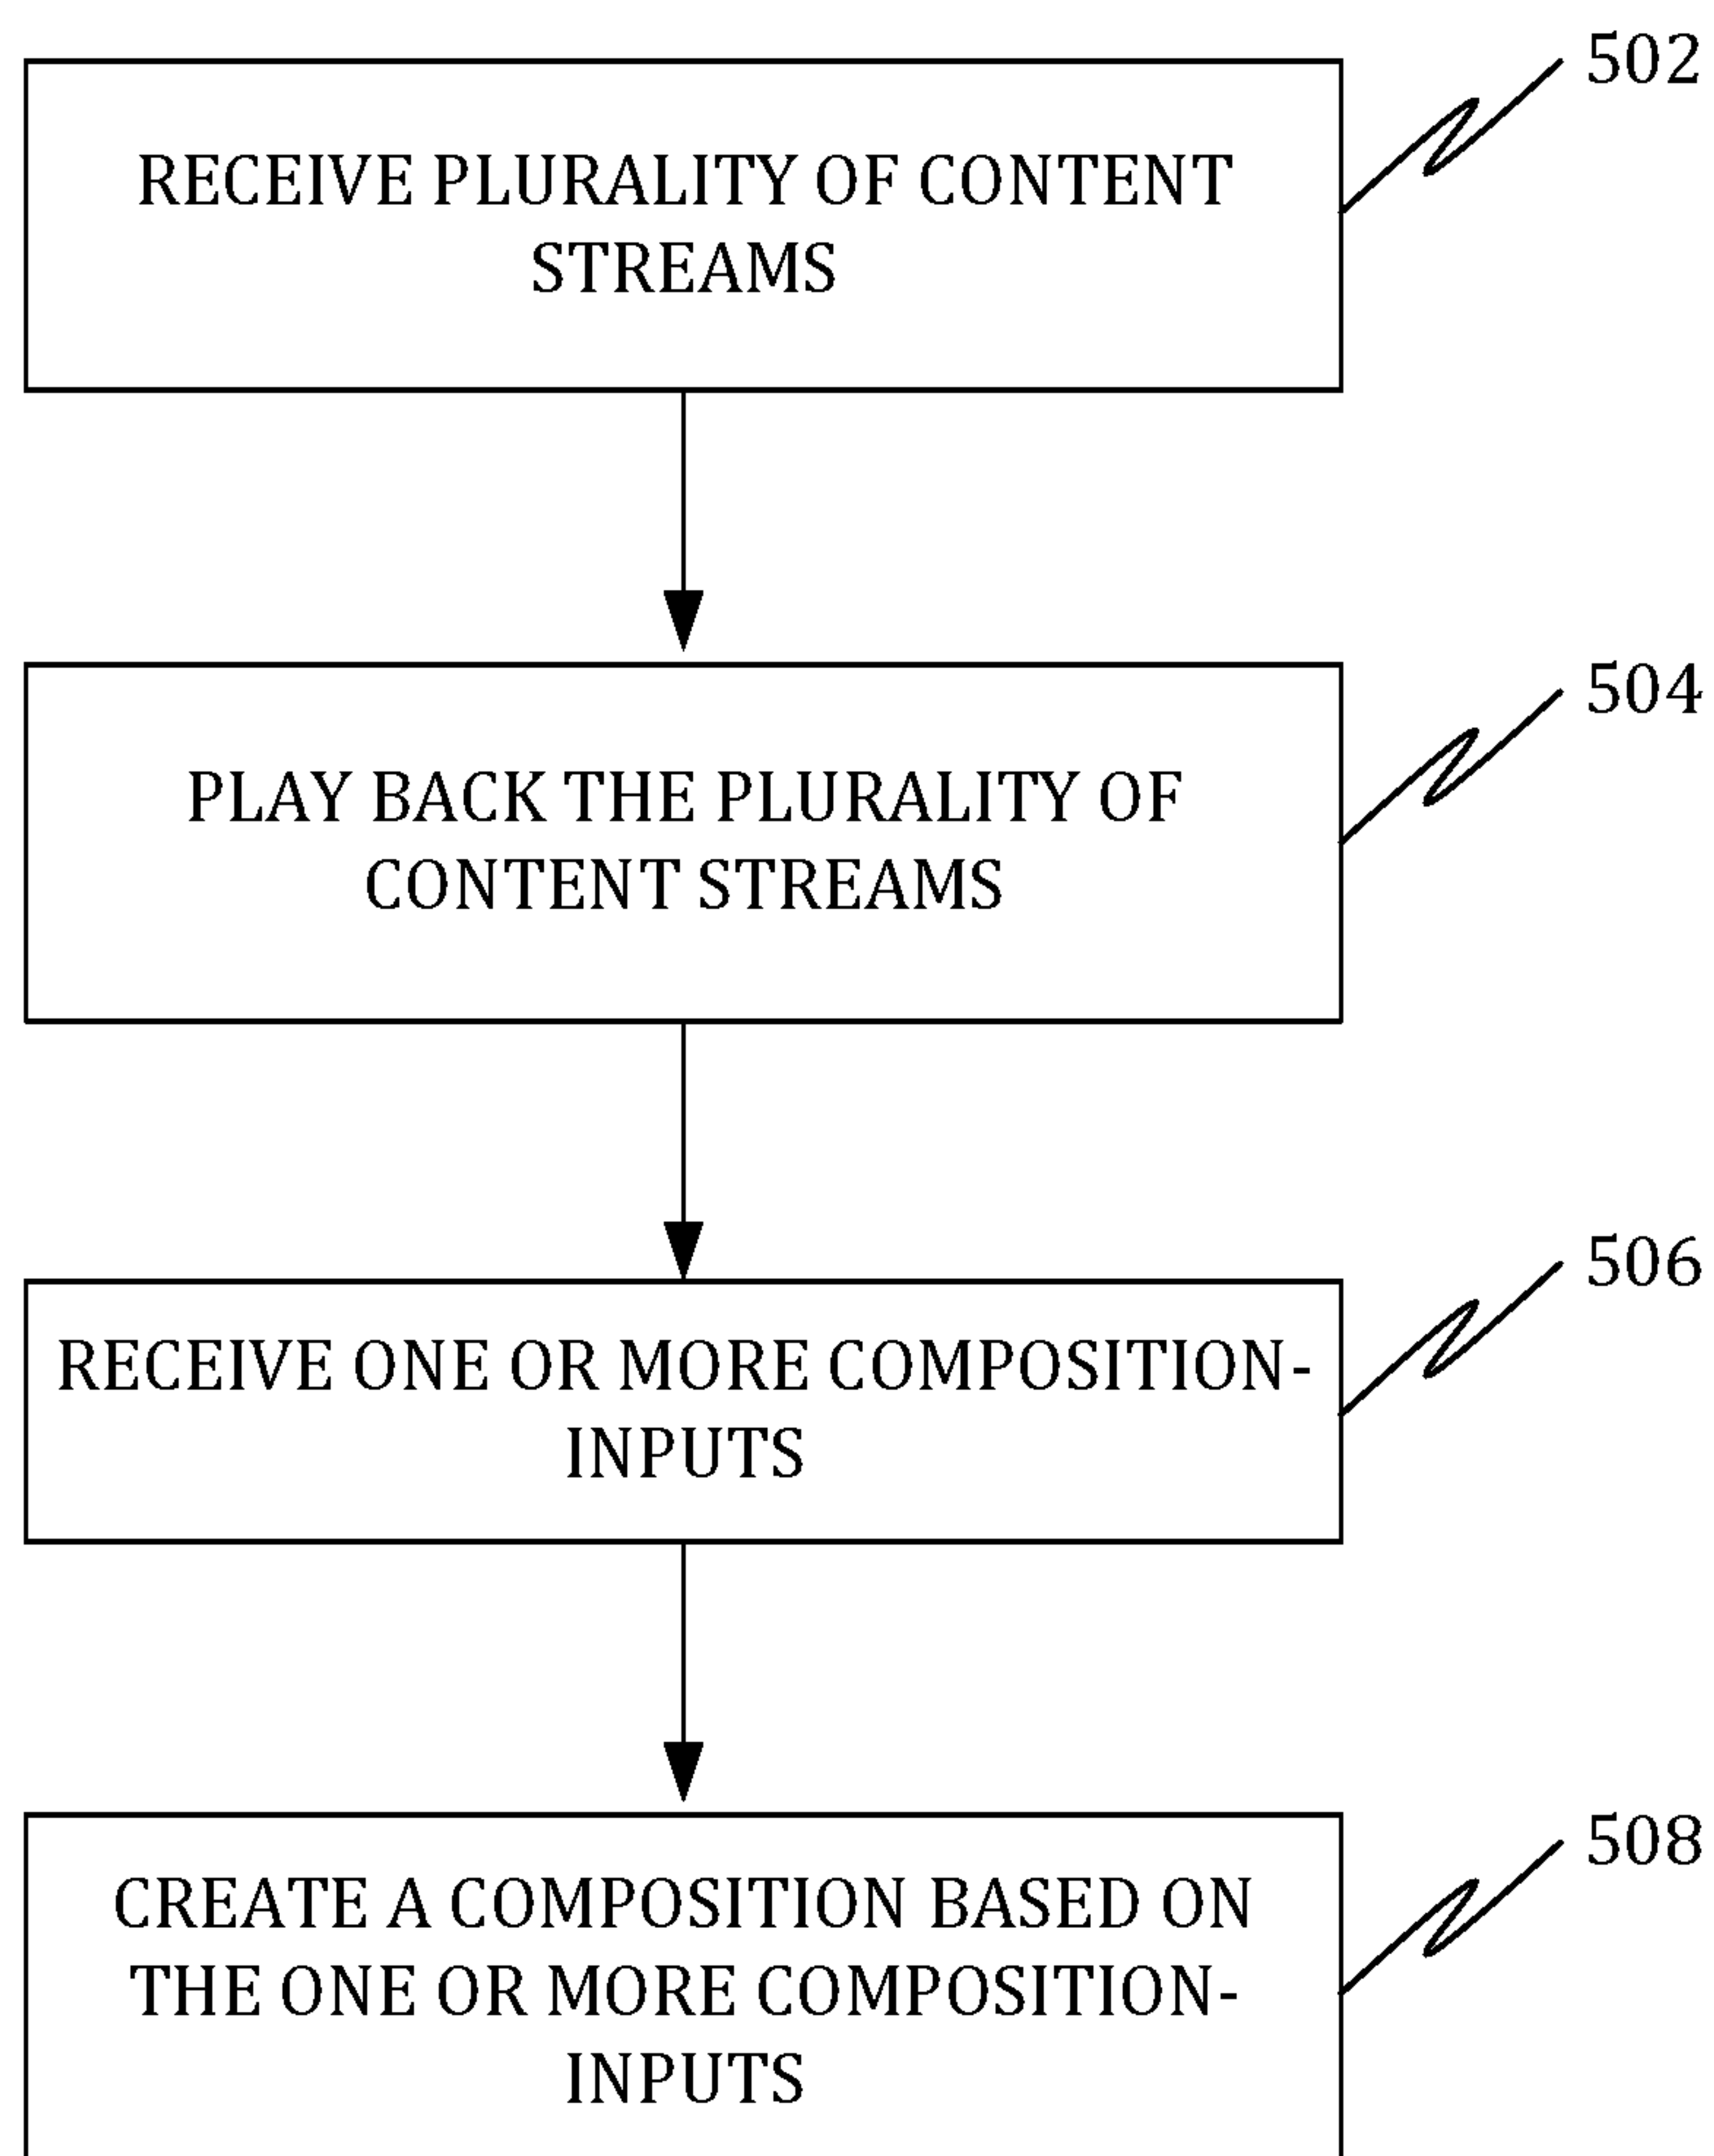 502
RECEIVE PLURALITY OF CONTENT
STREAMS
504
PLAY BACK THE PLURALITY OF
CONTENT STREAMS
506
RECEIVE ONE OR MORE COMPOSITION-
INPUTS
508
CREATE A COMPOSITION BASED ON
THE ONE OR MORE COMPOSITION-
INPUTS